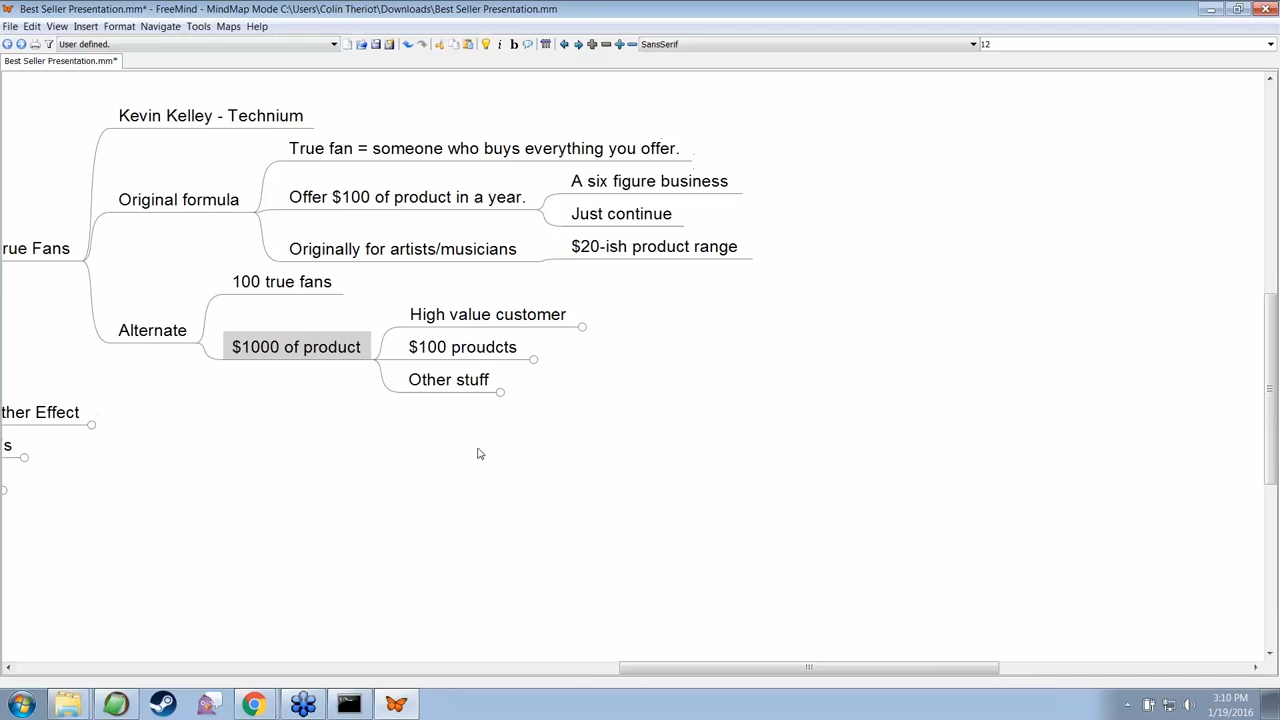 Best Seller Presentation.mm* - FreeMind - MindMap Mode C:\Users\Colin Theriot\Downloads\Best Seller Presentation.mm
File Edit View Insert Format Navigate Tools Maps Help
User defined. SansSerif 12
Best Seller Presentation.mm*
Kevin Kelley - Technium
True fan = someone who buys everything you offer.
A six figure business
Original formula
Offer $100 of product in a year.
Just continue
rue Fans
Originally for artists/musicians
$20-ish product range
100 true fans
High value customer
Alternate
$1000 of product
$100 proudcts
Other stuff
ther Effect
s
3:10 PM
1/19/2016